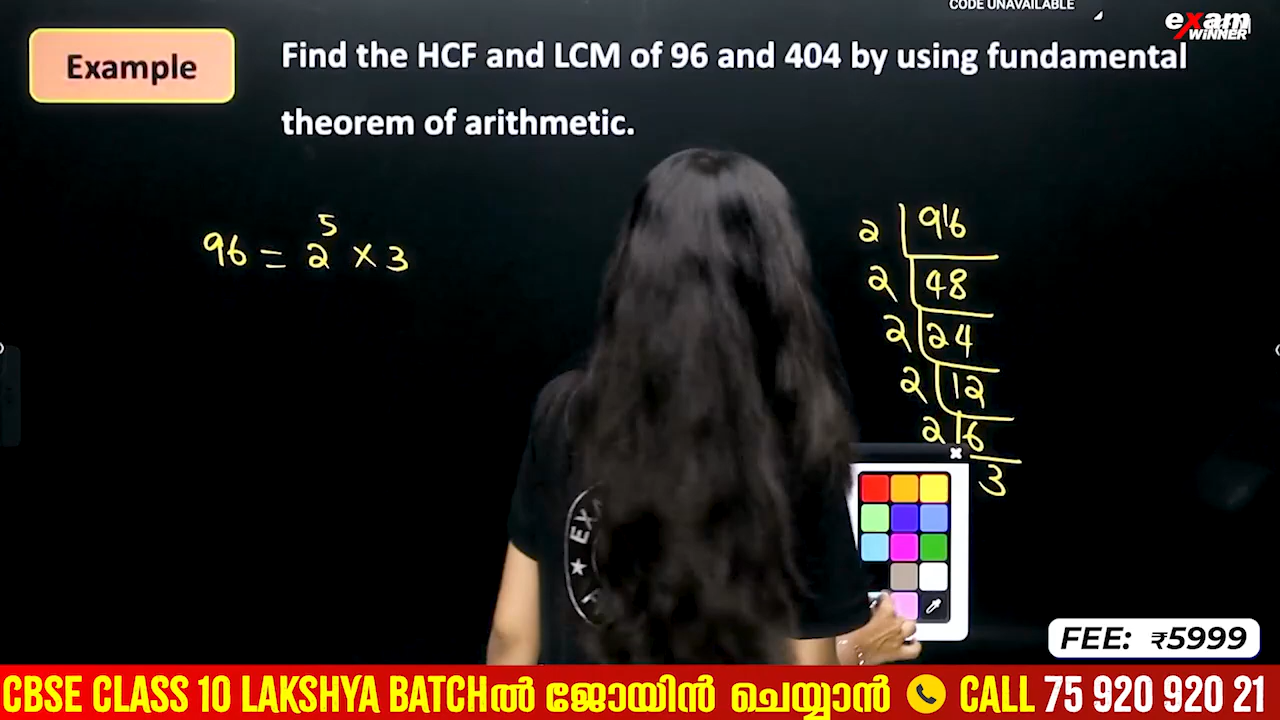 CODE UNAVAILABLE
exam
WiNNER
Example
Find the HCF and LCM of 96 and 404 by using fundamental
theorem of arithmetic.
96 = 2⁵ × 3
2 | 96
2 | 48
2 | 24
2 | 12
2 | 6
3
EXA
FEE: ₹5999
CBSE CLASS 10 LAKSHYA BATCHൽ ജോയിൻ ചെയ്യാൻ CALL 75 920 920 21